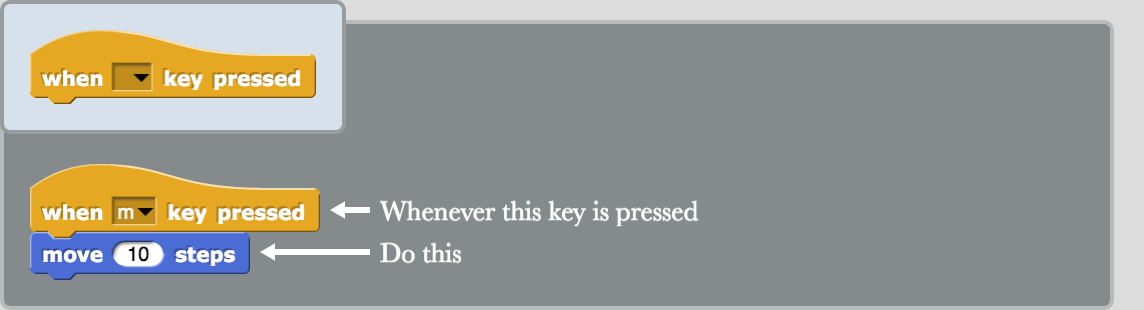 when key pressed
when m key pressed
Whenever this key is pressed
move 10 steps
Do this